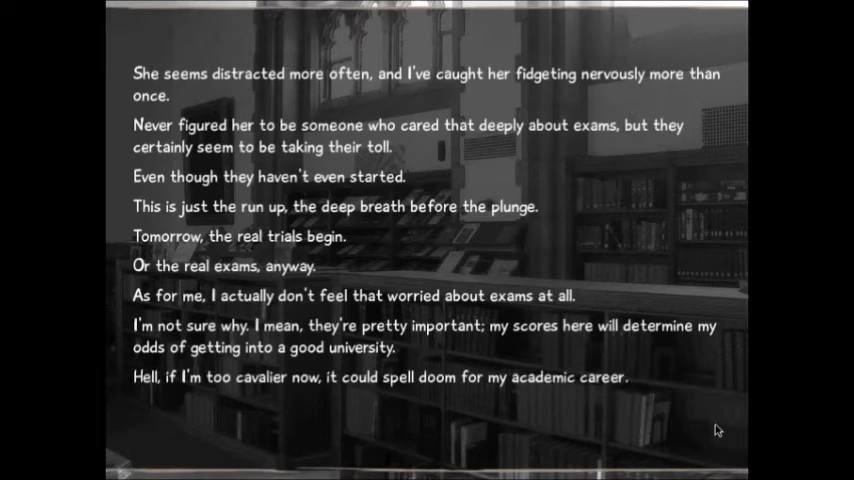 She seems distracted more often, and I've caught her fidgeting nervously more than
once.
Never figured her to be someone who cared that deeply about exams, but they
certainly seem to be taking their toll.
Even though they haven't even started.
This is just the run up, the deep breath before the plunge.
Tomorrow, the real trials begin.
Or the real exams, anyway.
As for me, I actually don't feel that worried about exams at all.
I'm not sure why. I mean, they're pretty important; my scores here will determine my
odds of getting into a good university.
Hell, if I'm too cavalier now, it could spell doom for my academic career.